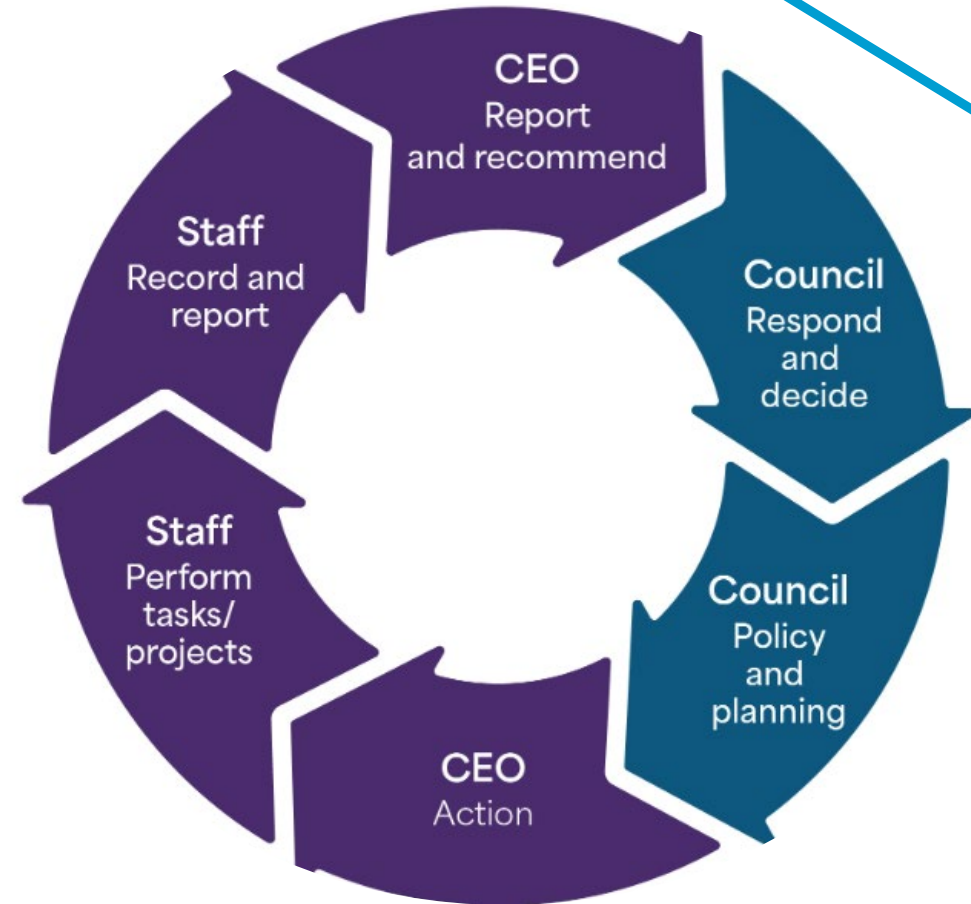 CEO
Report
and recommend
Council
Respond
and
decide
Council
Policy
and
planning
CEO
Action
Staff
Perform
tasks/
projects
Staff
Record and
report